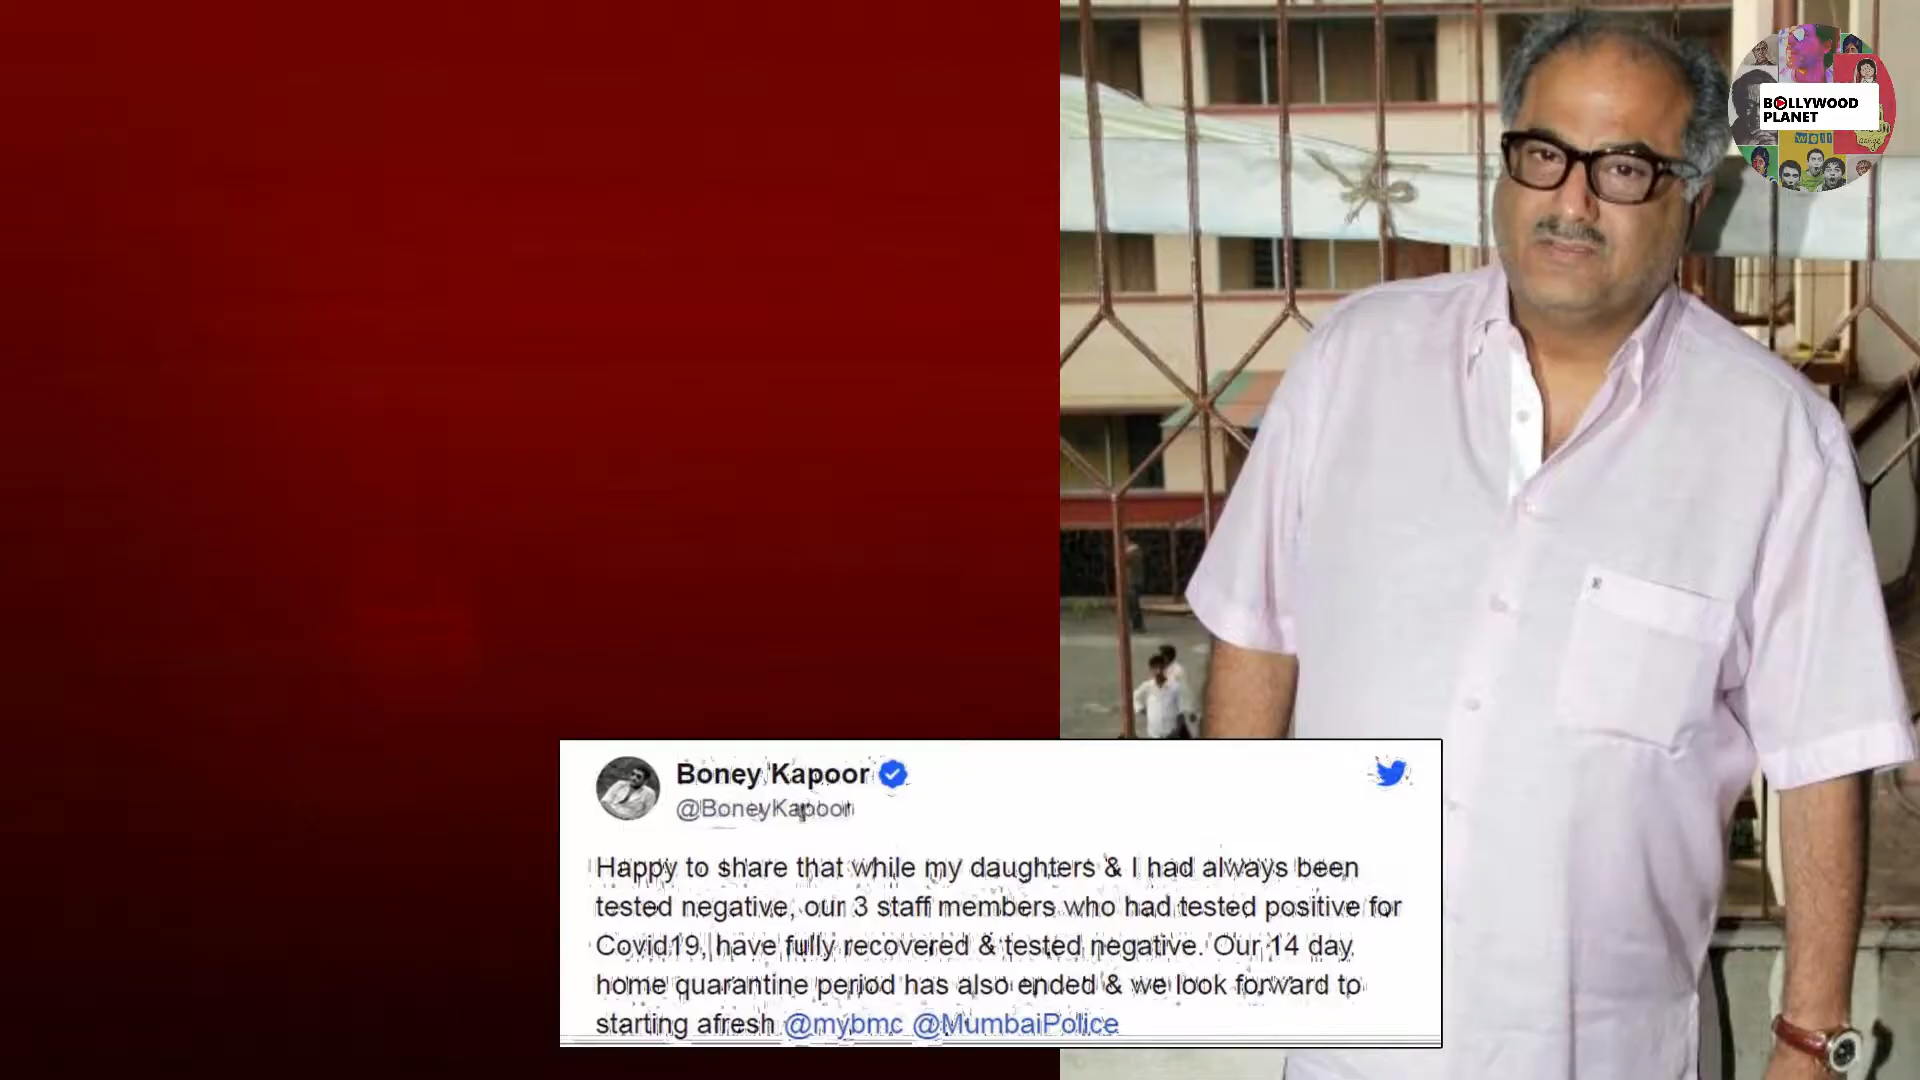 BOLLYWOOD
PLANET
well
Boney Kapoor
@BoneyKapoor
Happy to share that while my daughters & I had always been
tested negative, our 3 staff members who had tested positive for
Covid19, have fully recovered & tested negative. Our 14 day
home quarantine period has also ended & we look forward to
starting afresh @mybmc @MumbaiPolice